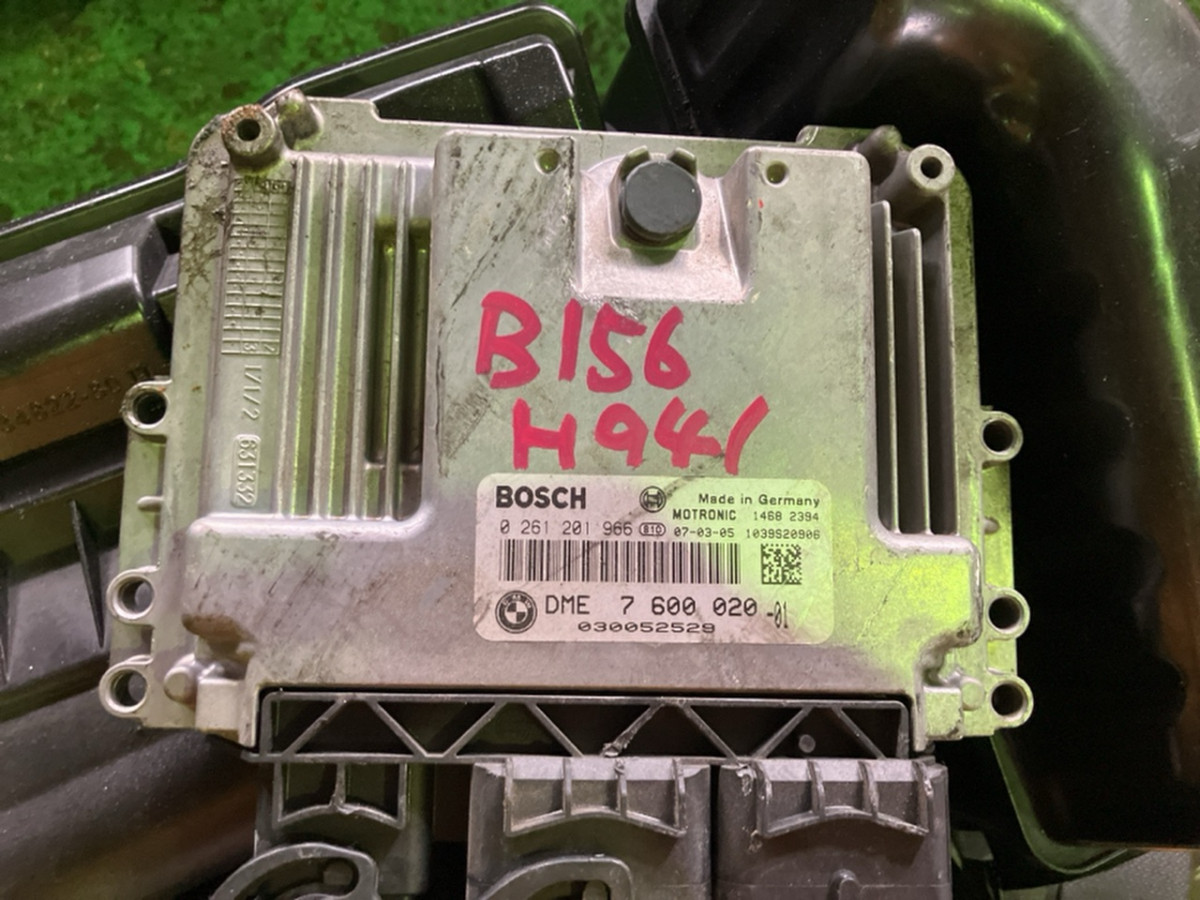 B156
H941
BOSCH
Made in Germany
MOTRONIC 1468 2394
0 261 201 966 B10 07-03-05 1039S20906
DME 7 600 020 -01
030052529
1/1/2
631332